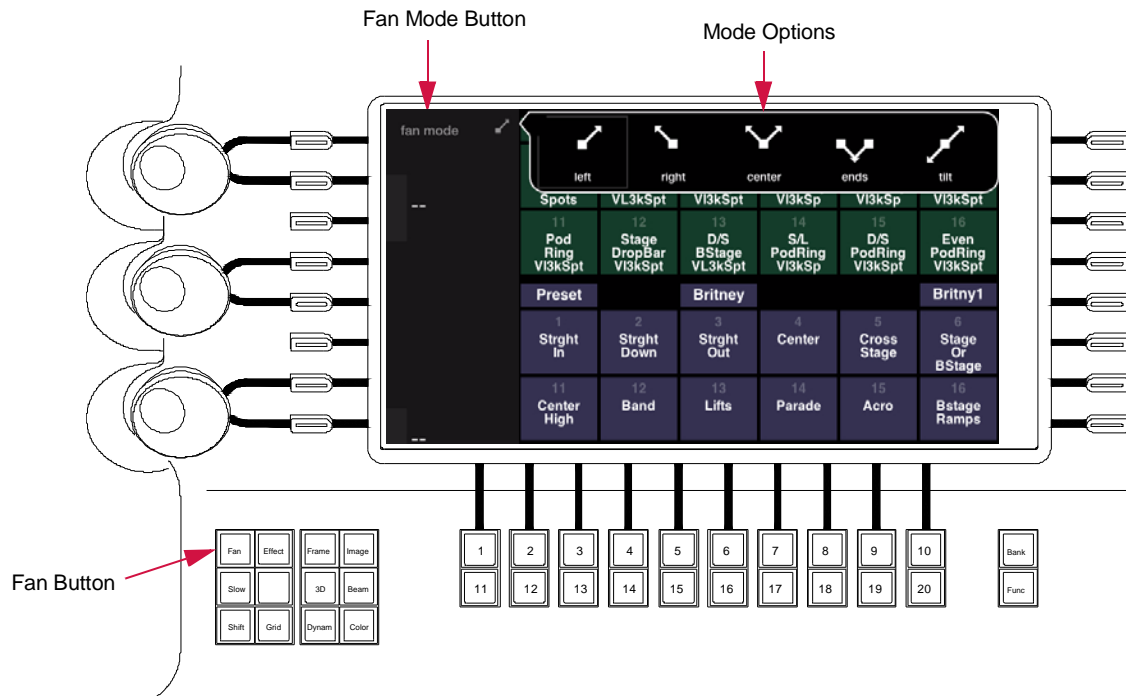 Fan Mode Button
Mode Options
fan mode
left
right
center
ends
tilt
--
Spots
VL3kSpt
Vl3kSpt
Vl3kSp
Vl3kSp
Vl3kSpt
11
Pod
Ring
Vl3kSpt
12
Stage
DropBar
Vl3kSpt
13
D/S
BStage
VL3kSpt
14
S/L
PodRing
Vl3kSp
15
D/S
PodRing
Vl3kSpt
16
Even
PodRing
Vl3kSpt
Preset
Britney
Britny1
1
Strght
In
2
Strght
Down
3
Strght
Out
4
Center
5
Cross
Stage
6
Stage
Or
BStage
11
Center
High
12
Band
13
Lifts
14
Parade
15
Acro
16
Bstage
Ramps
--
Fan Button
Fan
Effect
Frame
Image
Slow
3D
Beam
Shift
Grid
Dynam
Color
1
2
3
4
5
6
7
8
9
10
11
12
13
14
15
16
17
18
19
20
Bank
Func